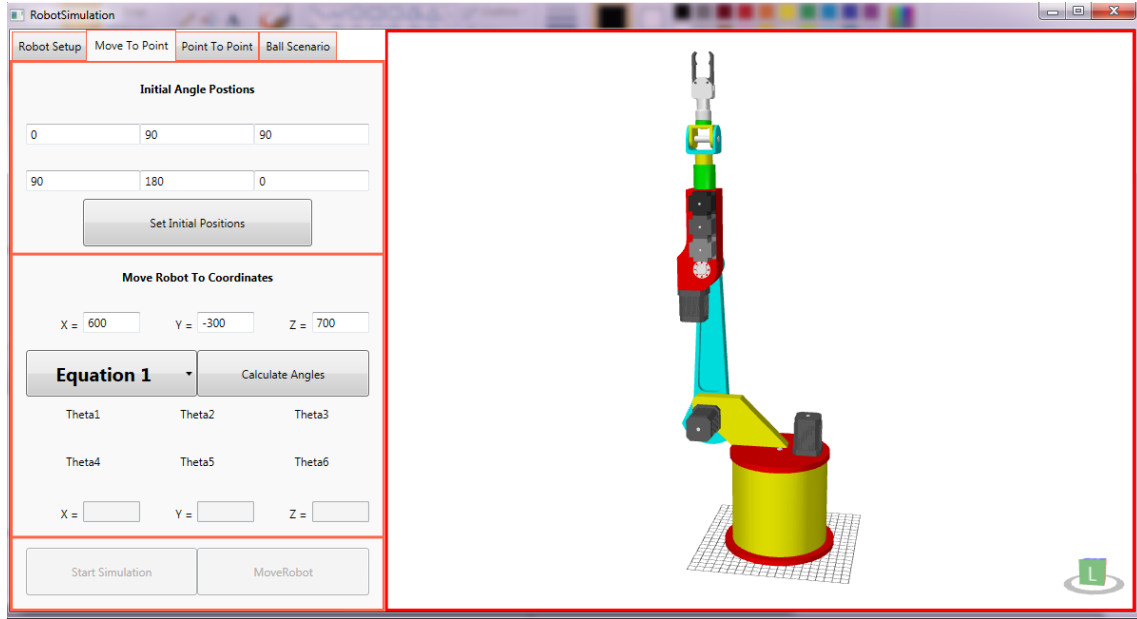 RobotSimulation
Robot Setup Move To Point Point To Point Ball Scenario
Initial Angle Postions
0 90 90
90 180 0
Set Initial Positions
Move Robot To Coordinates
X = 600 Y = -300 Z = 700
Equation 1 Calculate Angles
Theta1 Theta2 Theta3
Theta4 Theta5 Theta6
X = Y = Z =
Start Simulation MoveRobot
L